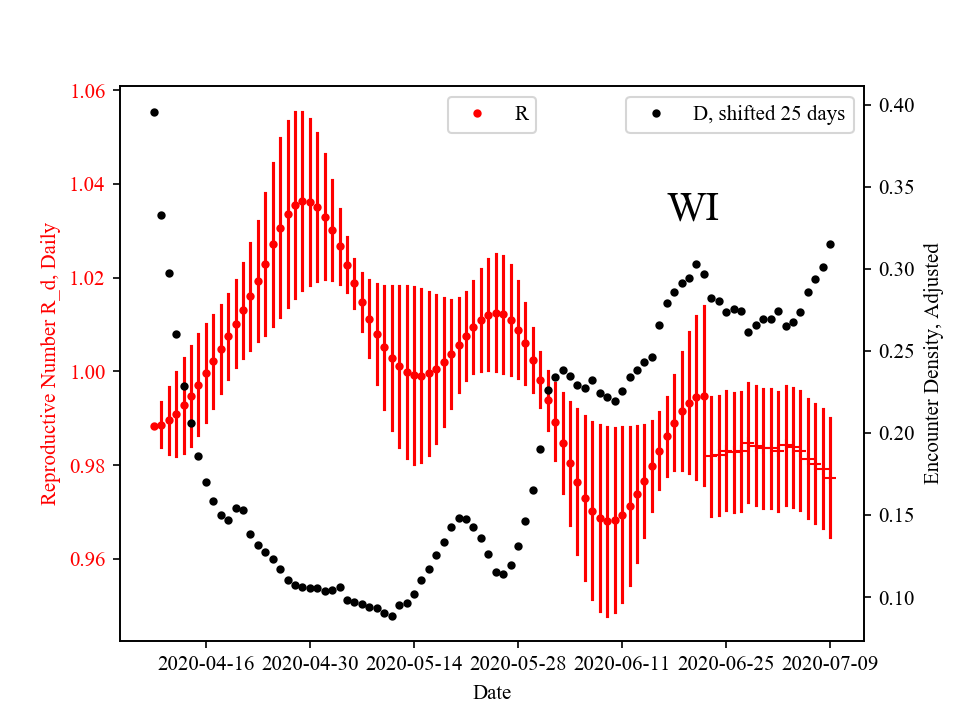 R
D, shifted 25 days
WI
Reproductive Number R_d, Daily
1.06
1.04
1.02
1.00
0.98
0.96
0.40
0.35
0.30
0.25
0.20
0.15
0.10
Encounter Density, Adjusted
2020-04-16 2020-04-30 2020-05-14 2020-05-28 2020-06-11 2020-06-25 2020-07-09
Date